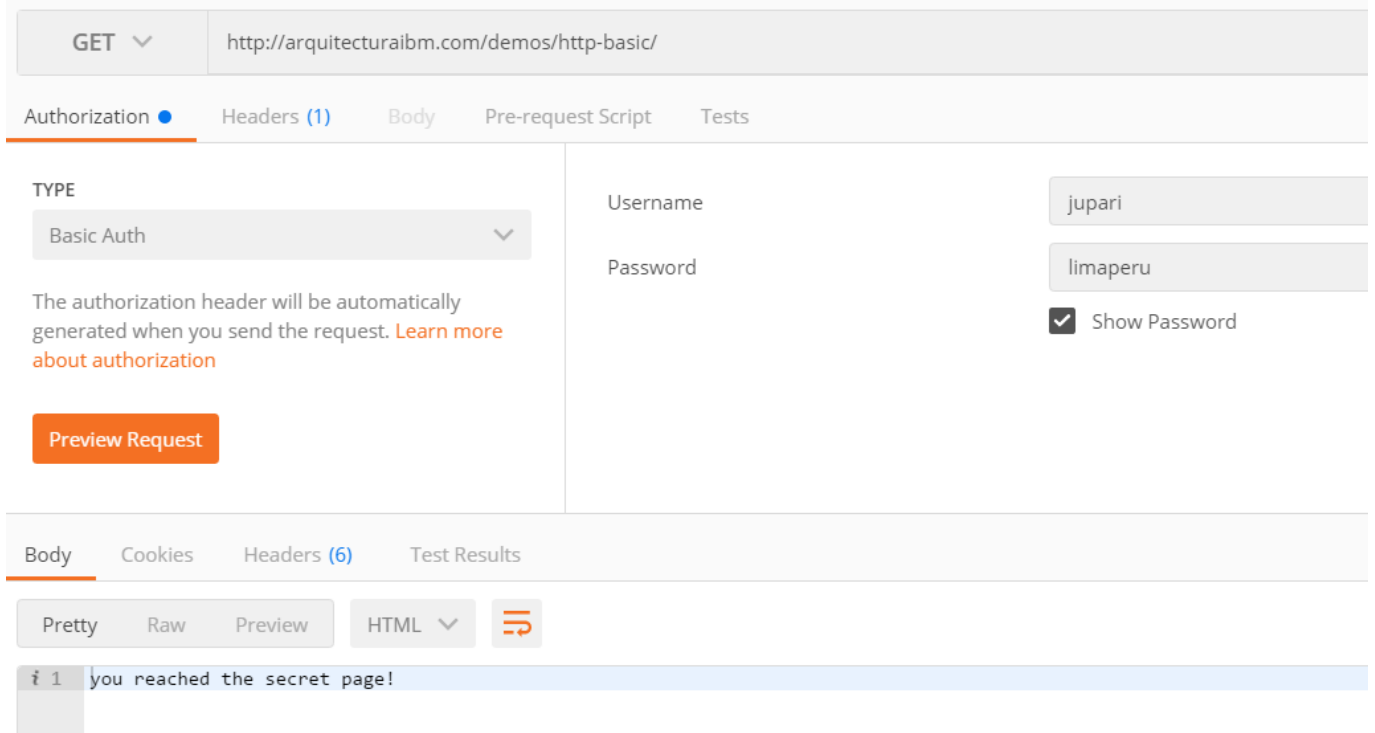 GET http://arquitecturaibm.com/demos/http-basic/
Authorization Headers (1) Body Pre-request Script Tests
TYPE
Basic Auth
The authorization header will be automatically
generated when you send the request. Learn more
about authorization
Preview Request
Username jupari
Password limaperu
Show Password
Body Cookies Headers (6) Test Results
Pretty Raw Preview HTML
i 1 you reached the secret page!